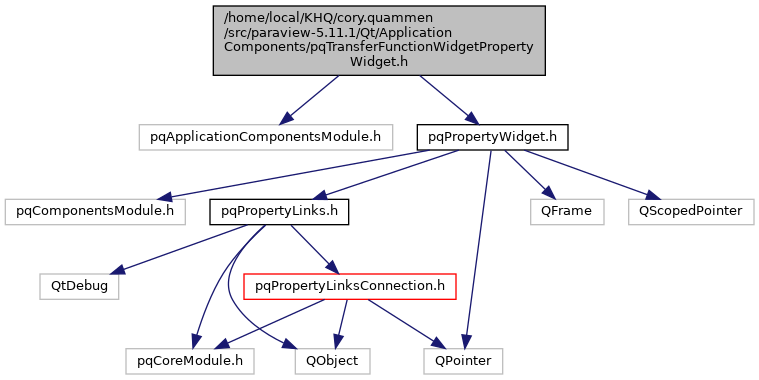 /home/local/KHQ/cory.quammen
/src/paraview-5.11.1/Qt/Application
Components/pqTransferFunctionWidgetProperty
Widget.h
pqApplicationComponentsModule.h
pqPropertyWidget.h
pqComponentsModule.h
pqPropertyLinks.h
QFrame
QScopedPointer
QtDebug
pqPropertyLinksConnection.h
pqCoreModule.h
QObject
QPointer